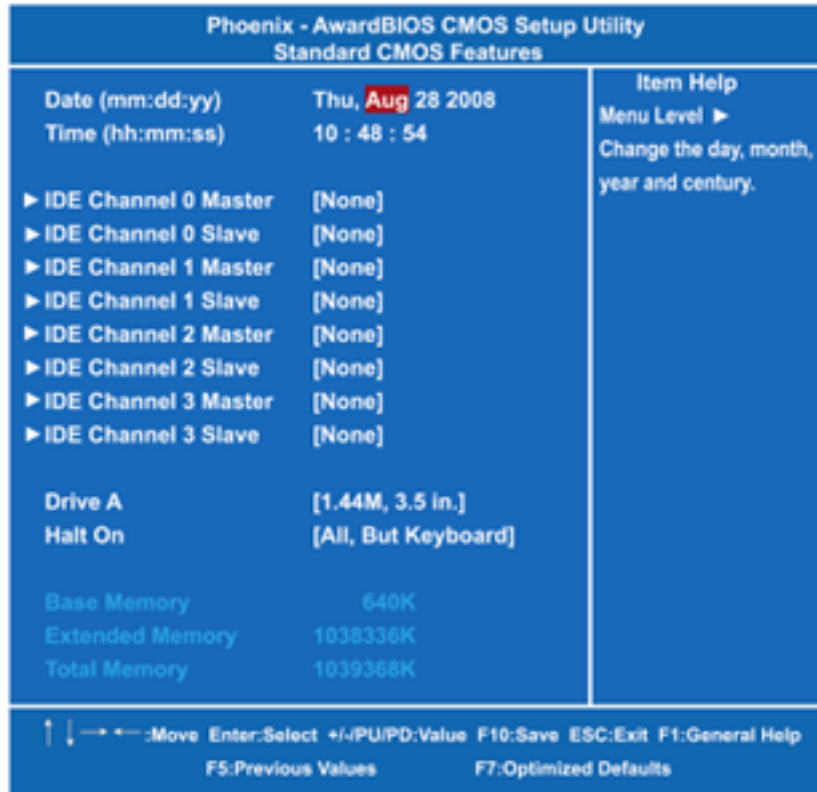 Phoenix - AwardBIOS CMOS Setup Utility
Standard CMOS Features
Date (mm:dd:yy) Thu, Aug 28 2008
Time (hh:mm:ss) 10 : 48 : 54
► IDE Channel 0 Master [None]
► IDE Channel 0 Slave [None]
► IDE Channel 1 Master [None]
► IDE Channel 1 Slave [None]
► IDE Channel 2 Master [None]
► IDE Channel 2 Slave [None]
► IDE Channel 3 Master [None]
► IDE Channel 3 Slave [None]
Drive A [1.44M, 3.5 in.]
Halt On [All, But Keyboard]
Base Memory 640K
Extended Memory 1038336K
Total Memory 1039368K
Item Help
Menu Level ►
Change the day, month,
year and century.
↑ ↓ → ← :Move Enter:Select +/-/PU/PD:Value F10:Save ESC:Exit F1:General Help
F5:Previous Values F7:Optimized Defaults